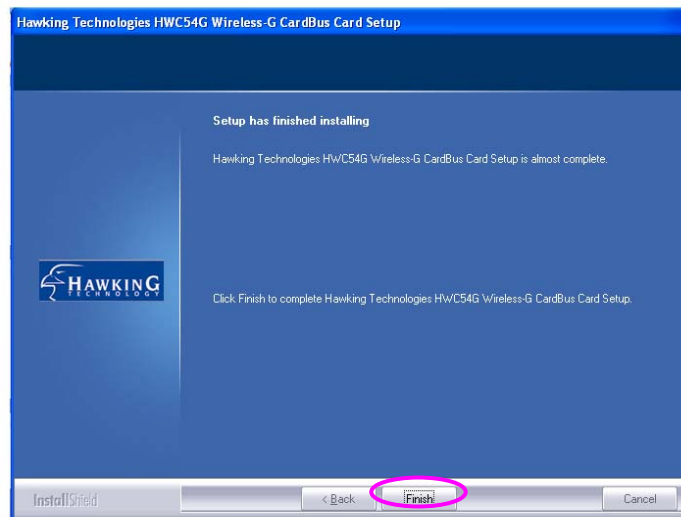 Hawking Technologies HWC54G Wireless-G CardBus Card Setup
Setup has finished installing
Hawking Technologies HWC54G Wireless-G CardBus Card Setup is almost complete.
HAWKING
TECHNOLOGY
Click Finish to complete Hawking Technologies HWC54G Wireless-G CardBus Card Setup.
InstallShield
< Back
Finish
Cancel